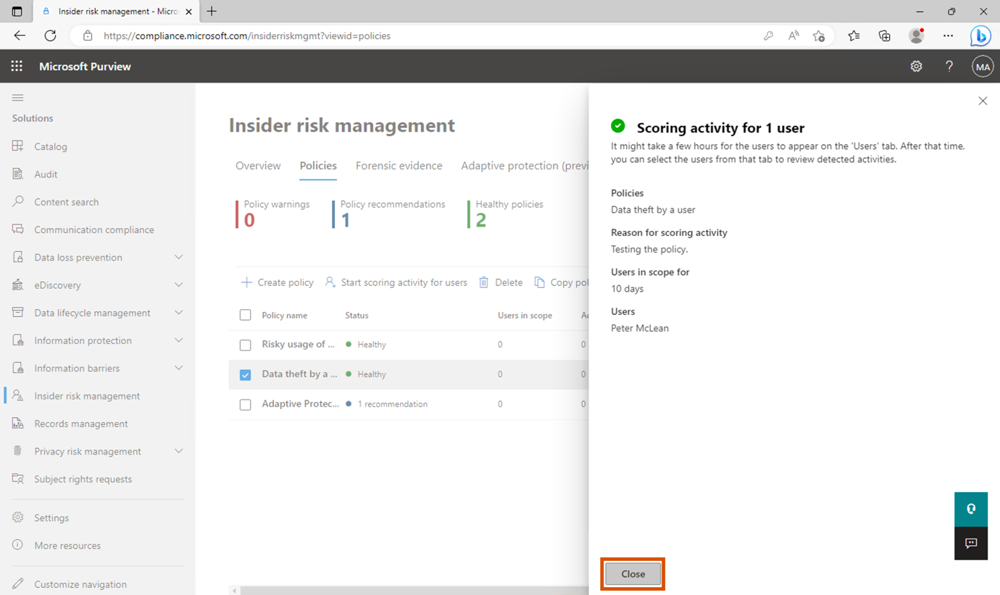 Insider risk management - Micro
https://compliance.microsoft.com/insiderriskmgmt?viewid=policies
Microsoft Purview
MA
Solutions
Catalog
Audit
Content search
Communication compliance
Data loss prevention
eDiscovery
Data lifecycle management
Information protection
Information barriers
Insider risk management
Records management
Privacy risk management
Subject rights requests
Settings
More resources
Customize navigation
Insider risk management
Overview Policies Forensic evidence Adaptive protection (previ
Policy warnings Policy recommendations Healthy policies
0 1 2
Create policy Start scoring activity for users Delete Copy pol
Policy name Status Users in scope Ac
Risky usage of ... Healthy 0 0
Data theft by a ... Healthy 0 0
Adaptive Protec... 1 recommendation 0 0
Scoring activity for 1 user
It might take a few hours for the users to appear on the 'Users' tab. After that time,
you can select the users from that tab to review detected activities.
Policies
Data theft by a user
Reason for scoring activity
Testing the policy.
Users in scope for
10 days
Users
Peter McLean
Close